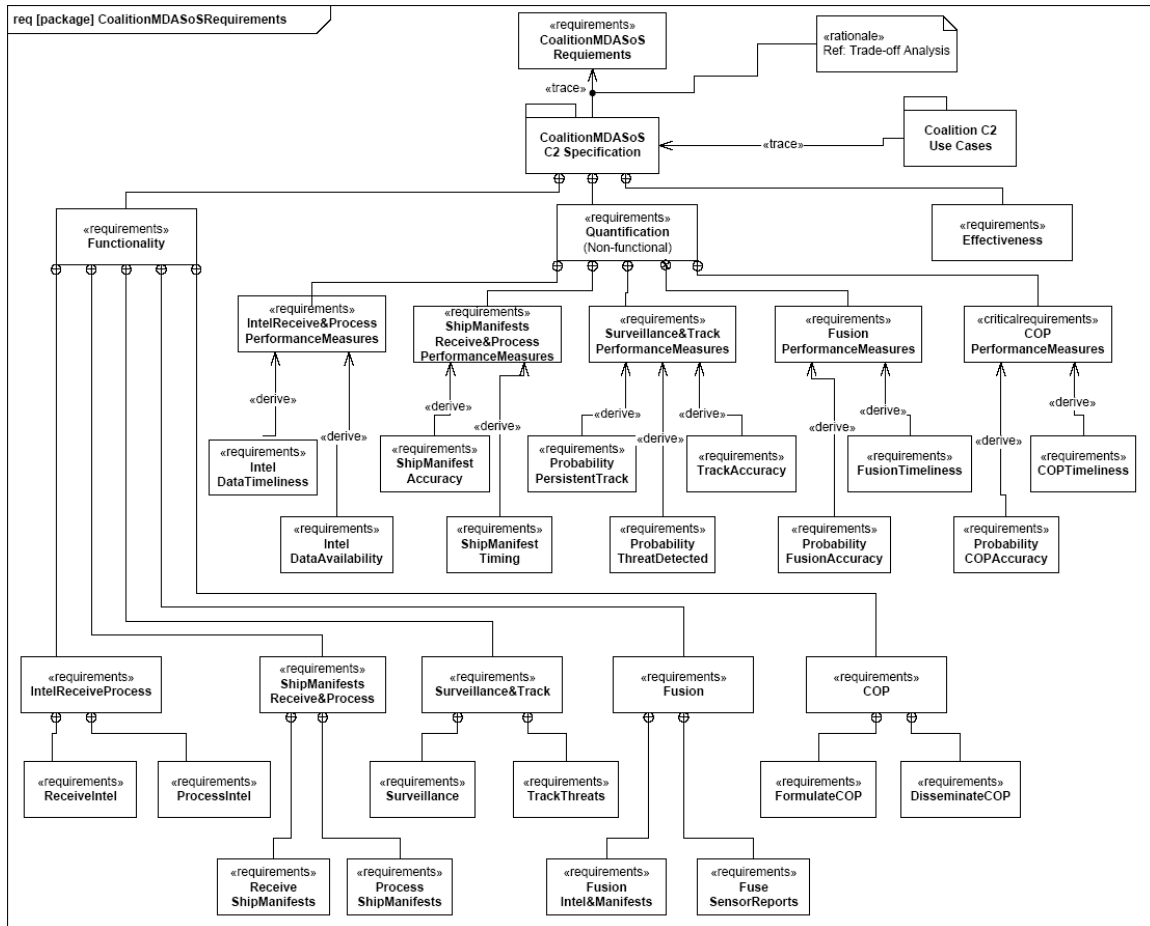 req [package] CoalitionMDASoSRequirements
«requirements»
CoalitionMDASoS
Requiements
«rationale»
Ref: Trade-off Analysis
«trace»
CoalitionMDASoS
C2 Specification
«trace»
Coalition C2
Use Cases
«requirements»
Functionality
«requirements»
Quantification
(Non-functional)
«requirements»
Effectiveness
«requirements»
IntelReceive&Process
PerformanceMeasures
«requirements»
ShipManifests
Receive&Process
PerformanceMeasures
«requirements»
Surveillance&Track
PerformanceMeasures
«requirements»
Fusion
PerformanceMeasures
«criticalrequirements»
COP
PerformanceMeasures
«derive»
«derive»
«derive»
«derive»
«derive»
«derive»
«derive»
«derive»
«derive»
«derive»
«derive»
«requirements»
Intel
DataTimeliness
«requirements»
ShipManifest
Accuracy
«requirements»
Probability
PersistentTrack
«requirements»
TrackAccuracy
«requirements»
FusionTimeliness
«requirements»
COPTimeliness
«requirements»
Intel
DataAvailability
«requirements»
ShipManifest
Timing
«requirements»
Probability
ThreatDetected
«requirements»
Probability
FusionAccuracy
«requirements»
Probability
COPAccuracy
«requirements»
IntelReceiveProcess
«requirements»
ShipManifests
Receive&Process
«requirements»
Surveillance&Track
«requirements»
Fusion
«requirements»
COP
«requirements»
ReceiveIntel
«requirements»
ProcessIntel
«requirements»
Surveillance
«requirements»
TrackThreats
«requirements»
FormulateCOP
«requirements»
DisseminateCOP
«requirements»
Receive
ShipManifests
«requirements»
Process
ShipManifests
«requirements»
Fusion
Intel&Manifests
«requirements»
Fuse
SensorReports